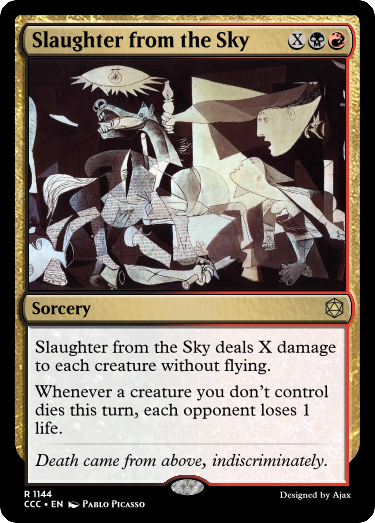 Slaughter from the Sky X
Sorcery
Slaughter from the Sky deals X damage
to each creature without flying.
Whenever a creature you don't control
dies this turn, each opponent loses 1
life.
Death came from above, indiscriminately.
R 1144
CCC • EN Pablo Picasso
Designed by Ajax